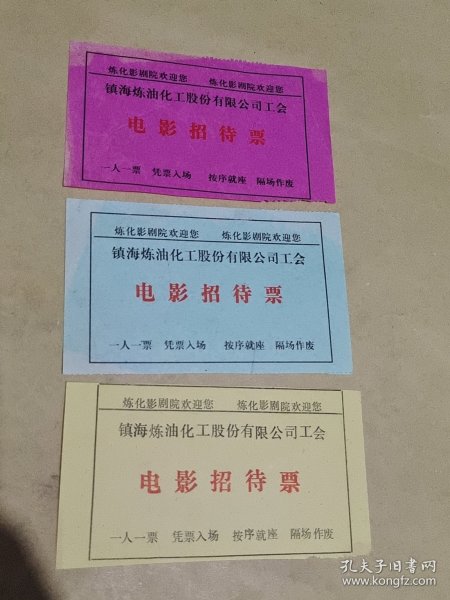 炼化影剧院欢迎您 炼化影剧院欢迎您
镇海炼油化工股份有限公司工会
电影招待票
一人一票 凭票入场 按序就座 隔场作废
炼化影剧院欢迎您 炼化影剧院欢迎您
镇海炼油化工股份有限公司工会
电影招待票
一人一票 凭票入场 按序就座 隔场作废
炼化影剧院欢迎您 炼化影剧院欢迎您
镇海炼油化工股份有限公司工会
电影招待票
一人一票 凭票入场 按序就座 隔场作废
孔夫子旧书网
www.kongfz.com